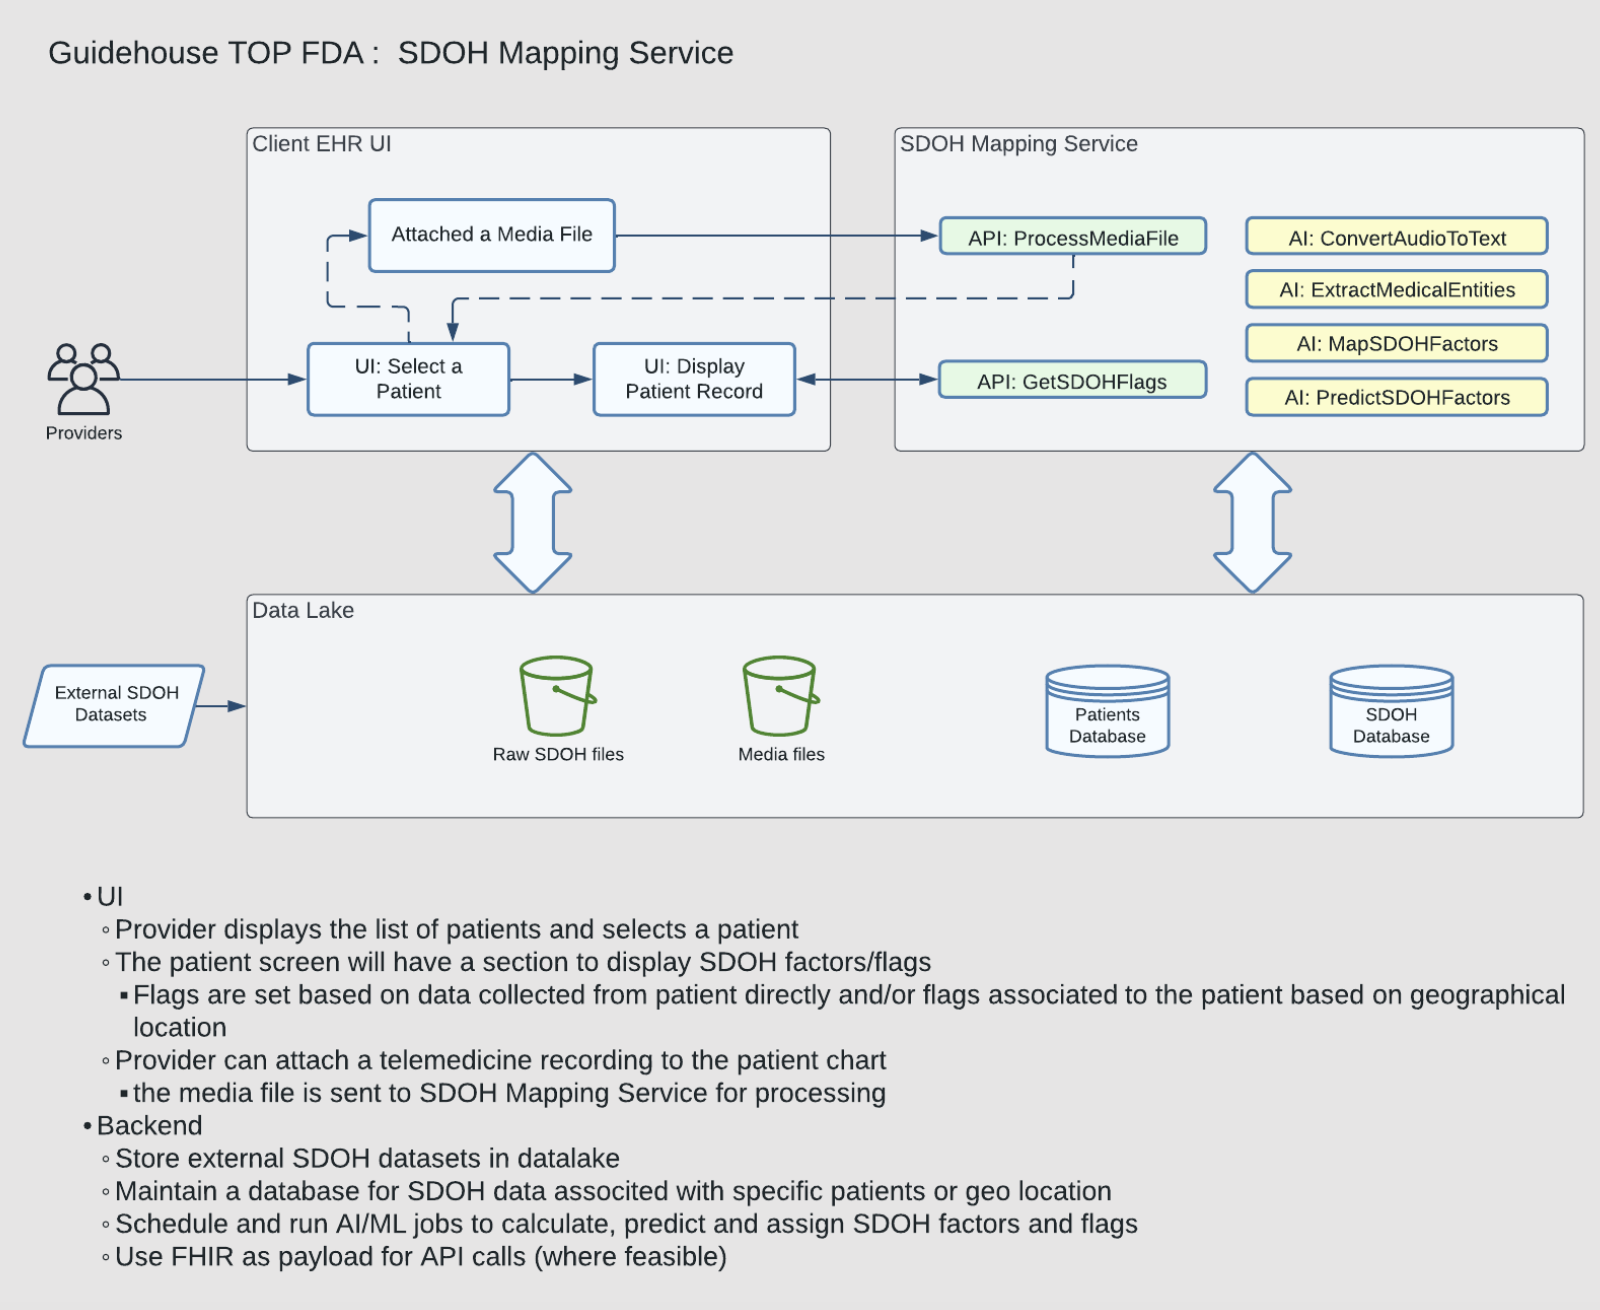 Guidehouse TOP FDA :  SDOH Mapping Service
Client EHR UI
SDOH Mapping Service
Attached a Media File
API: ProcessMediaFile
AI: ConvertAudioToText
AI: ExtractMedicalEntities
AI: MapSDOHFactors
UI: Select a
Patient
UI: Display
Patient Record
API: GetSDOHFlags
AI: PredictSDOHFactors
Providers
Data Lake
External SDOH
Datasets
Raw SDOH files
Media files
Patients
Database
SDOH
Database
• UI
◦ Provider displays the list of patients and selects a patient
◦ The patient screen will have a section to display SDOH factors/flags
▪ Flags are set based on data collected from patient directly and/or flags associated to the patient based on geographical
location
◦ Provider can attach a telemedicine recording to the patient chart
▪ the media file is sent to SDOH Mapping Service for processing
• Backend
◦ Store external SDOH datasets in datalake
◦ Maintain a database for SDOH data associted with specific patients or geo location
◦ Schedule and run AI/ML jobs to calculate, predict and assign SDOH factors and flags
◦ Use FHIR as payload for API calls (where feasible)